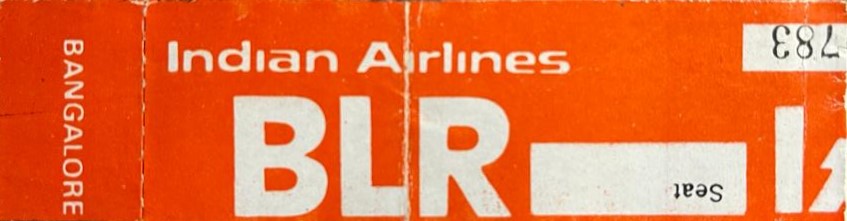 BANGALORE
Indian Airlines
783
BLR
Seat